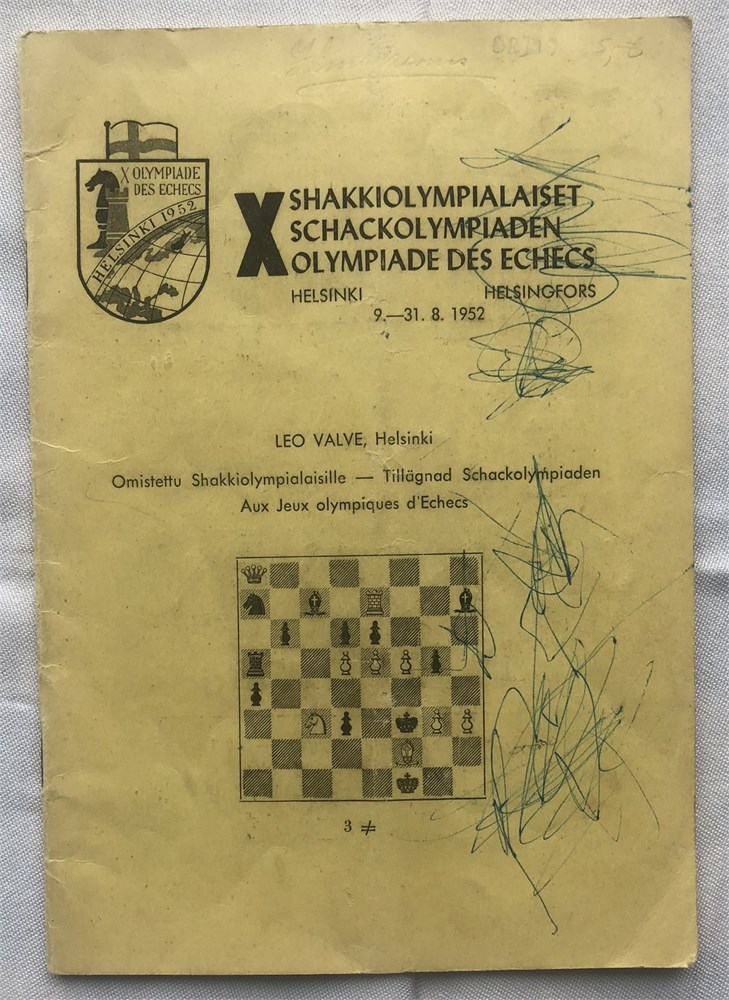 X OLYMPIADE
DES ECHECS
HELSINKI 1952
X SHAKKIOLYMPIALAISET
SCHACKOLYMPIADEN
OLYMPIADE DES ECHECS
HELSINKI HELSINGFORS
9.—31. 8. 1952
LEO VALVE, Helsinki
Omistettu Shakkiolympialaisille — Tillägnad Schackolympiaden
Aux Jeux olympiques d'Echecs
3 ≠